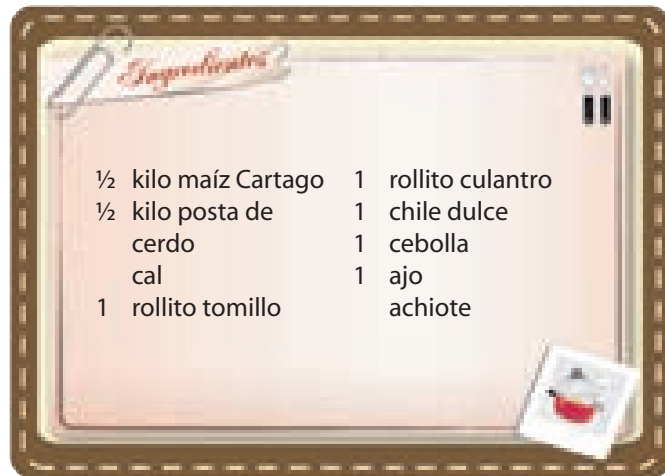 Ingredientes
½ kilo maíz Cartago
½ kilo posta de
cerdo
cal
1 rollito tomillo
1 rollito culantro
1 chile dulce
1 cebolla
1 ajo
achiote